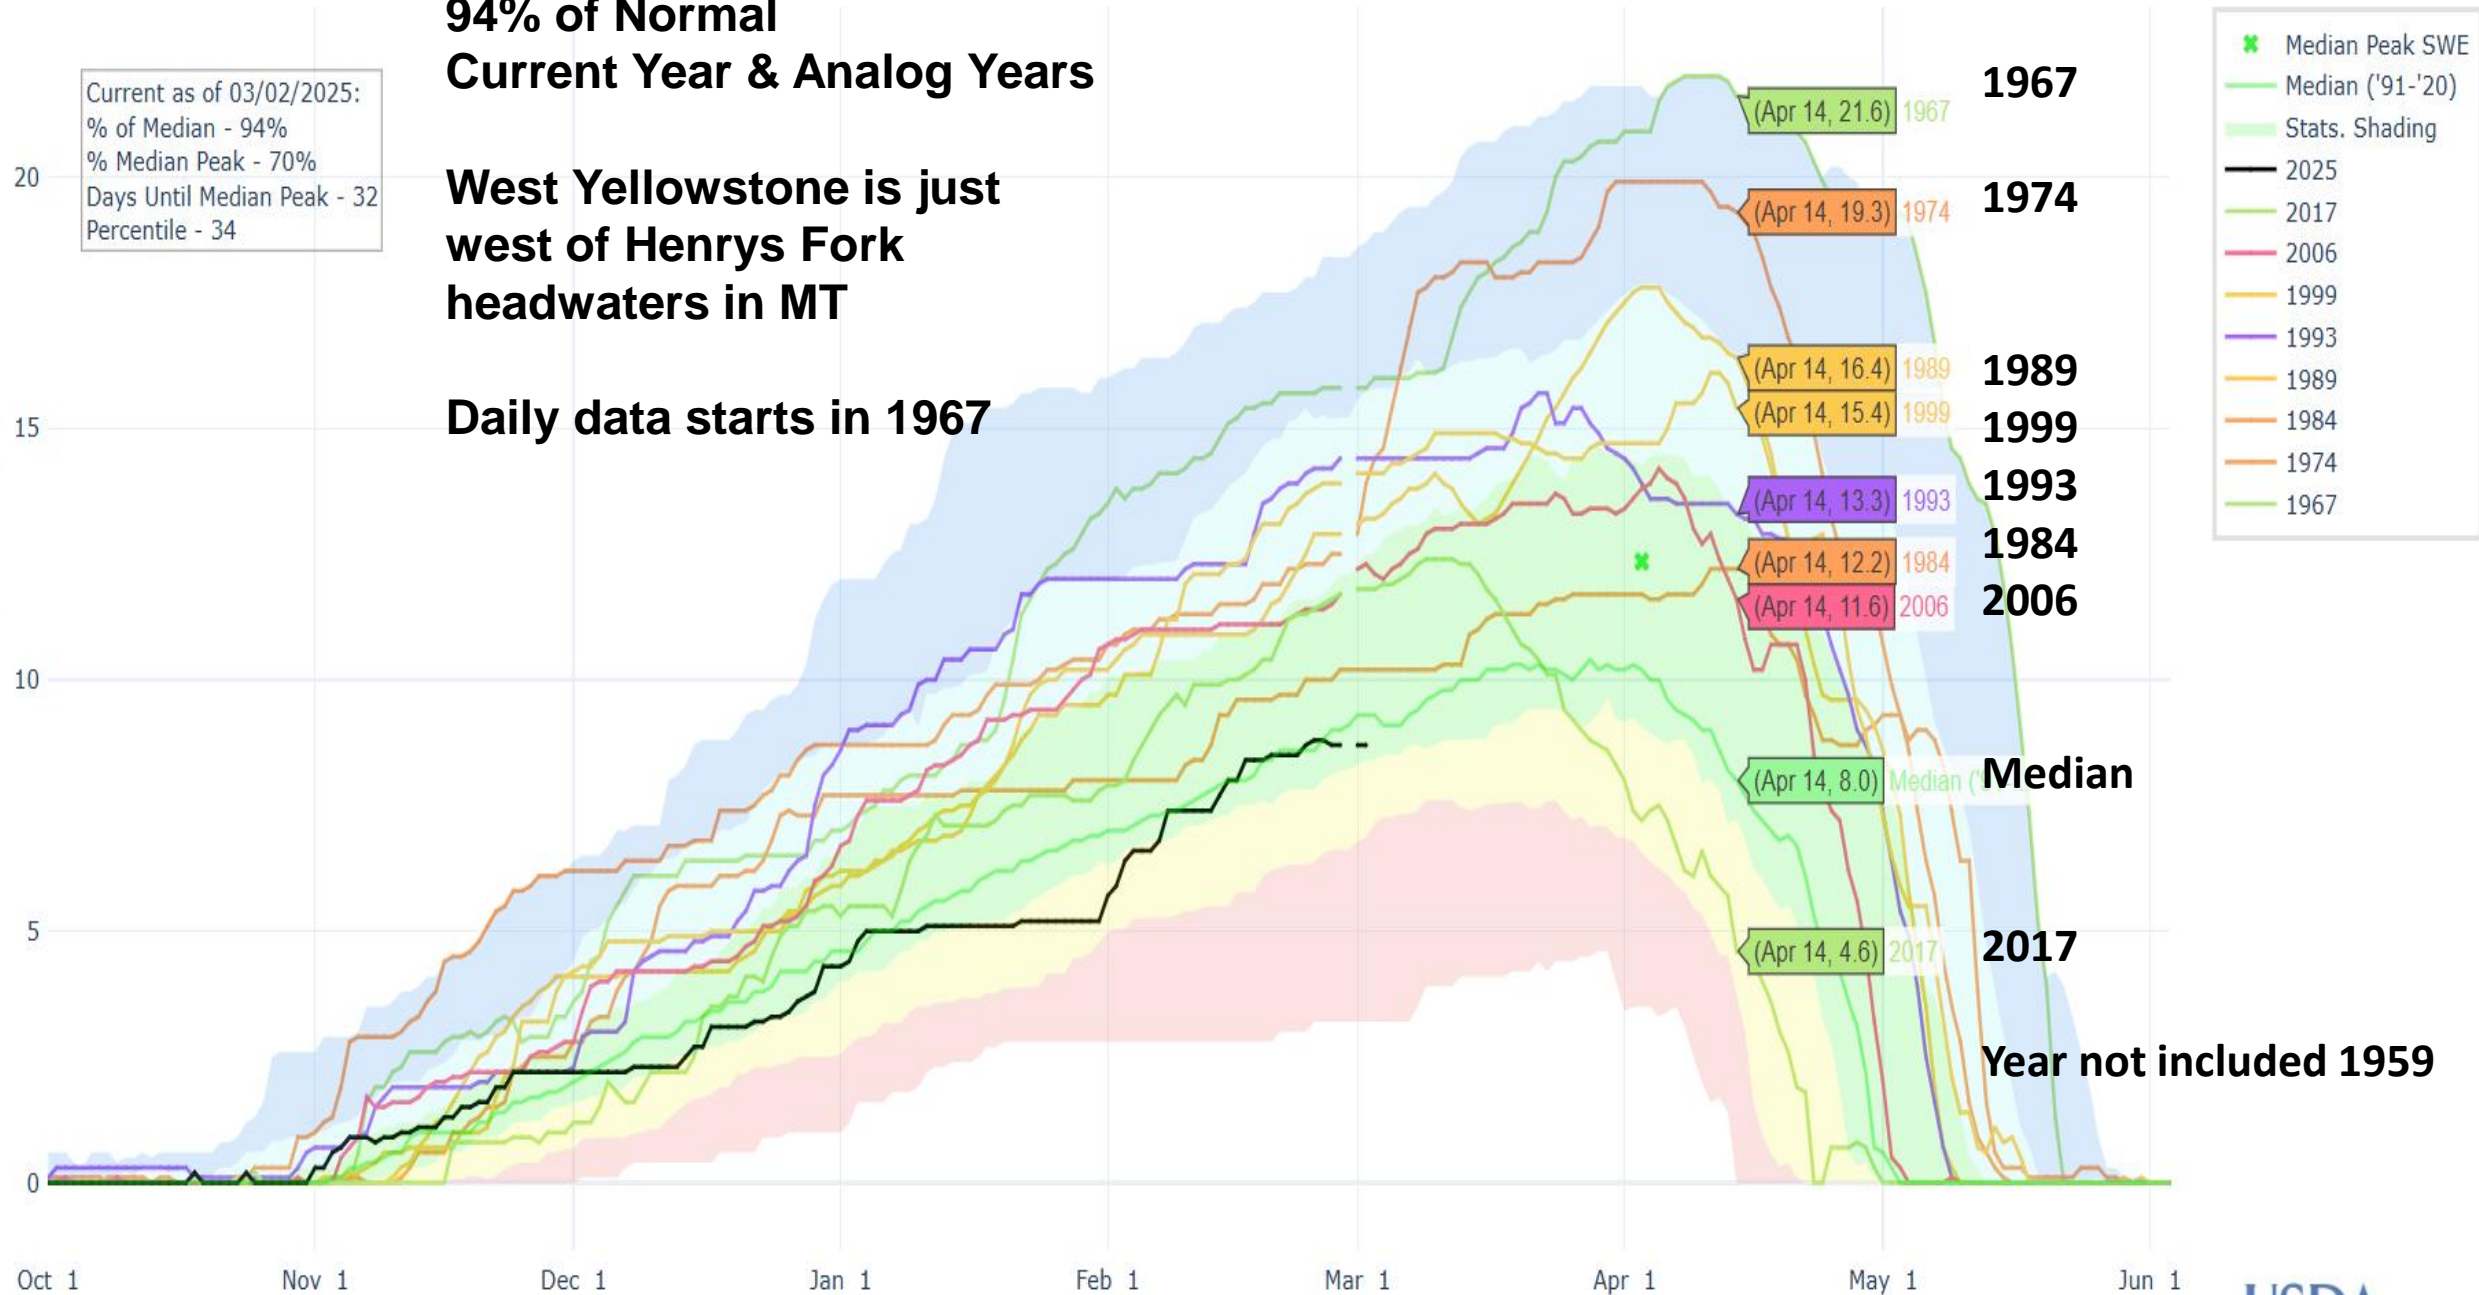 94% of Normal
Current Year & Analog Years
West Yellowstone is just
west of Henrys Fork
headwaters in MT
Daily data starts in 1967
Current as of 03/02/2025:
% of Median - 94%
% Median Peak - 70%
Days Until Median Peak - 32
Percentile - 34
20
15
10
5
0
Oct 1
Nov 1
Dec 1
Jan 1
Feb 1
Mar 1
Apr 1
May 1
Jun 1
(Apr 14, 21.6) 1967
(Apr 14, 19.3) 1974
(Apr 14, 16.4) 1989
(Apr 14, 15.4) 1999
(Apr 14, 13.3) 1993
(Apr 14, 12.2) 1984
(Apr 14, 11.6) 2006
(Apr 14, 8.0) Median ('9
(Apr 14, 4.6) 2017
1967
1974
1989
1999
1993
1984
2006
Median
2017
Year not included 1959
Median Peak SWE
Median ('91-'20)
Stats. Shading
2025
2017
2006
1999
1993
1989
1984
1974
1967
USDA